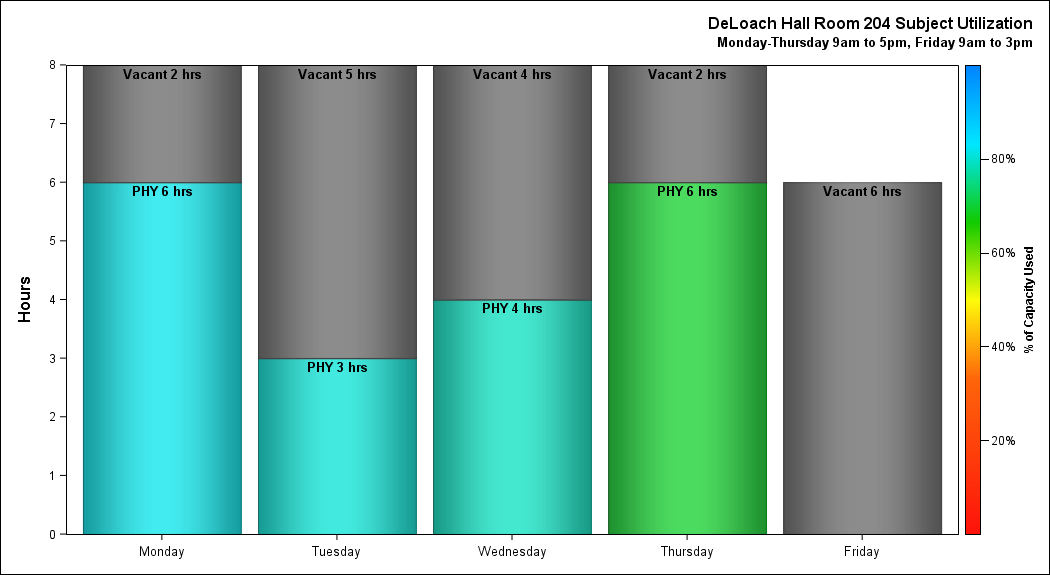 DeLoach Hall Room 204 Subject Utilization
Monday-Thursday 9am to 5pm, Friday 9am to 3pm
8
7
6
5
4
3
2
1
0
Hours
Vacant 2 hrs
PHY 6 hrs
Vacant 5 hrs
PHY 3 hrs
Vacant 4 hrs
PHY 4 hrs
Vacant 2 hrs
PHY 6 hrs
Vacant 6 hrs
Monday
Tuesday
Wednesday
Thursday
Friday
80%
60%
40%
20%
% of Capacity Used